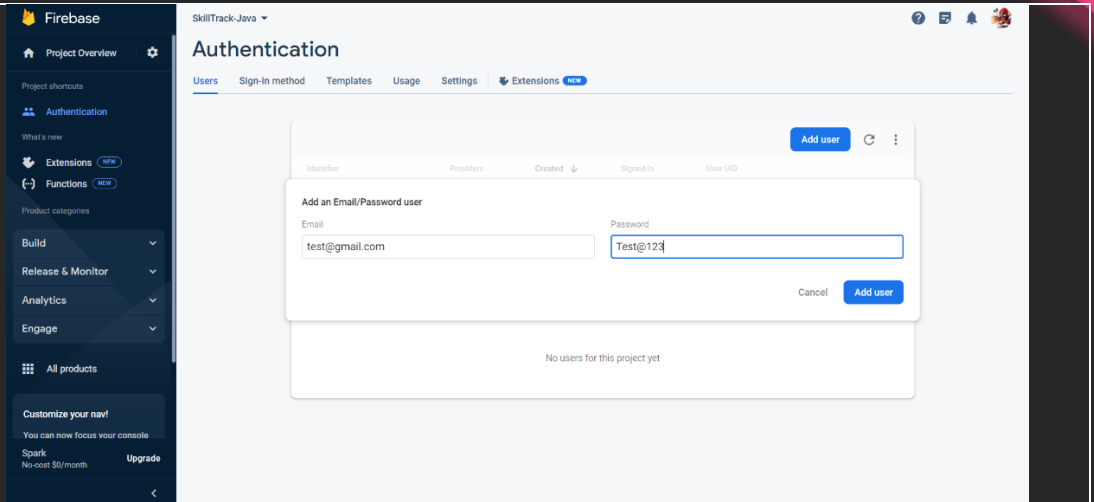 Firebase
Project Overview
Project shortcuts
Authentication
What's new
Extensions NEW
Functions NEW
Product categories
Build
Release & Monitor
Analytics
Engage
All products
Customize your nav!
You can now focus your console
Spark
No-cost $0/month
Upgrade
SkillTrack-Java
Authentication
Users Sign-in method Templates Usage Settings Extensions NEW
Add user
Identifier Providers Created Signed In User UID
Add an Email/Password user
Email Password
test@gmail.com Test@123
Cancel Add user
No users for this project yet